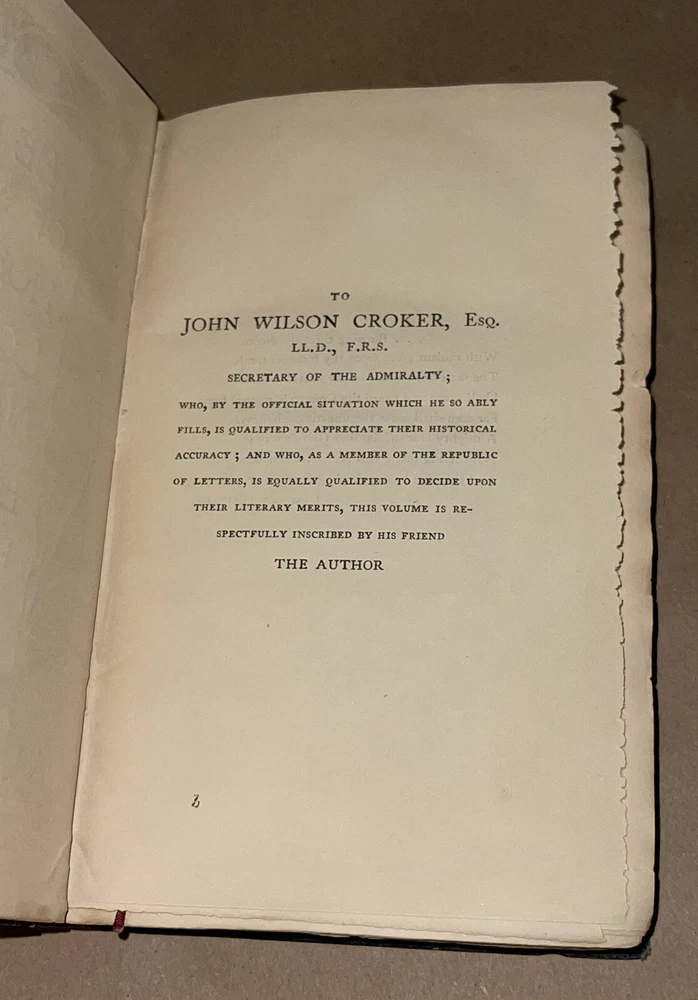 TO
JOHN WILSON CROKER, Esq.
LL.D., F.R.S.
SECRETARY OF THE ADMIRALTY;
WHO, BY THE OFFICIAL SITUATION WHICH HE SO ABLY
FILLS, IS QUALIFIED TO APPRECIATE THEIR HISTORICAL
ACCURACY; AND WHO, AS A MEMBER OF THE REPUBLIC
OF LETTERS, IS EQUALLY QUALIFIED TO DECIDE UPON
THEIR LITERARY MERITS, THIS VOLUME IS RE-
SPECTFULLY INSCRIBED BY HIS FRIEND
THE AUTHOR